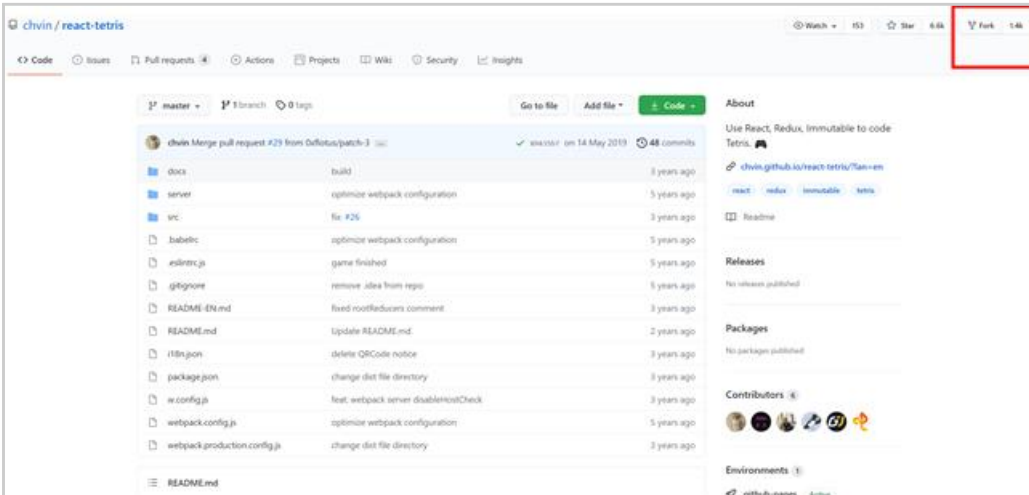 chvin / react-tetris
Watch 153 Star 6.6k Fork 1.4k
Code Issues Pull requests 4 Actions Projects Wiki Security Insights
master 1 branch 0 tags Go to file Add file Code
chvin Merge pull request #29 from 0xflotus/patch-3 ... on 14 May 2019 48 commits
docs build 3 years ago
server optimize webpack configuration 5 years ago
src fix: #26 3 years ago
.babelrc optimize webpack configuration 5 years ago
.eslintrc.js game finished 5 years ago
.gitignore remove .idea from repo 5 years ago
README-EN.md fixed rootReducers comment 3 years ago
README.md Update README.md 2 years ago
i18n.json delete QRCode notice 3 years ago
package.json change dist file directory 3 years ago
w.config.js feat: webpack server disableHostCheck 3 years ago
webpack.config.js optimize webpack configuration 5 years ago
webpack.production.config.js change dist file directory 3 years ago
README.md
About
Use React, Redux, Immutable to code
Tetris.
chvin.github.io/react-tetris/?lan=en
react redux immutable tetris
Readme
Releases
No releases published
Packages
No packages published
Contributors 6
Environments 1
github-pages Active